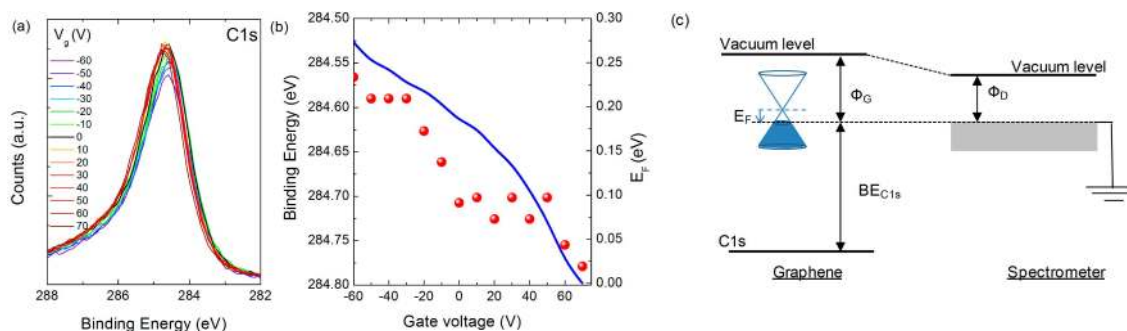 (a)
V_g (V)
C1s
-60
-50
-40
-30
-20
-10
0
10
20
30
40
50
60
70
Counts (a.u.)
288
286
284
282
Binding Energy (eV)
(b)
284.50
284.55
284.60
284.65
284.70
284.75
284.80
Binding Energy (eV)
-60
-40
-20
0
20
40
60
Gate voltage (V)
0.30
0.25
0.20
0.15
0.10
0.05
0.00
E_F (eV)
(c)
Vacuum level
Vacuum level
Φ_G
Φ_D
E_F
BE_C1s
C1s
Graphene
Spectrometer